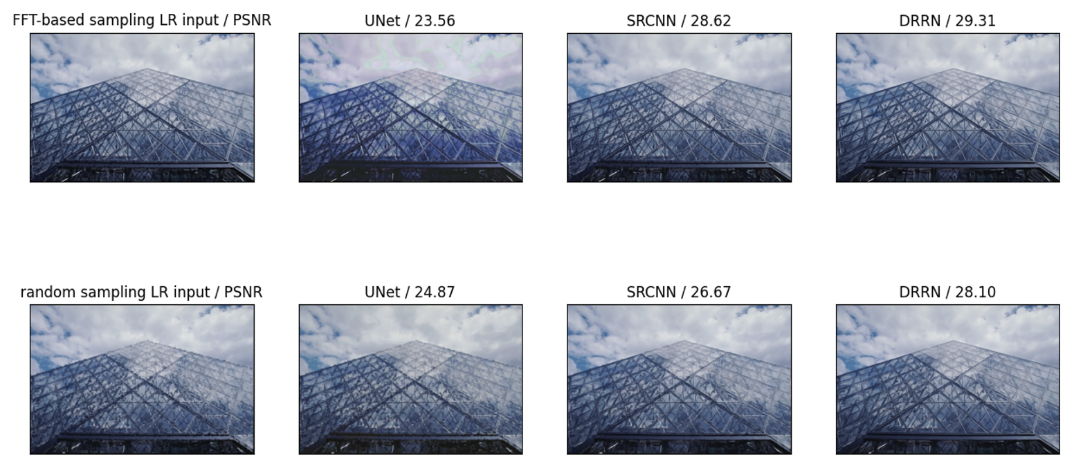 FFT-based sampling LR input / PSNR
UNet / 23.56
SRCNN / 28.62
DRRN / 29.31
random sampling LR input / PSNR
UNet / 24.87
SRCNN / 26.67
DRRN / 28.10